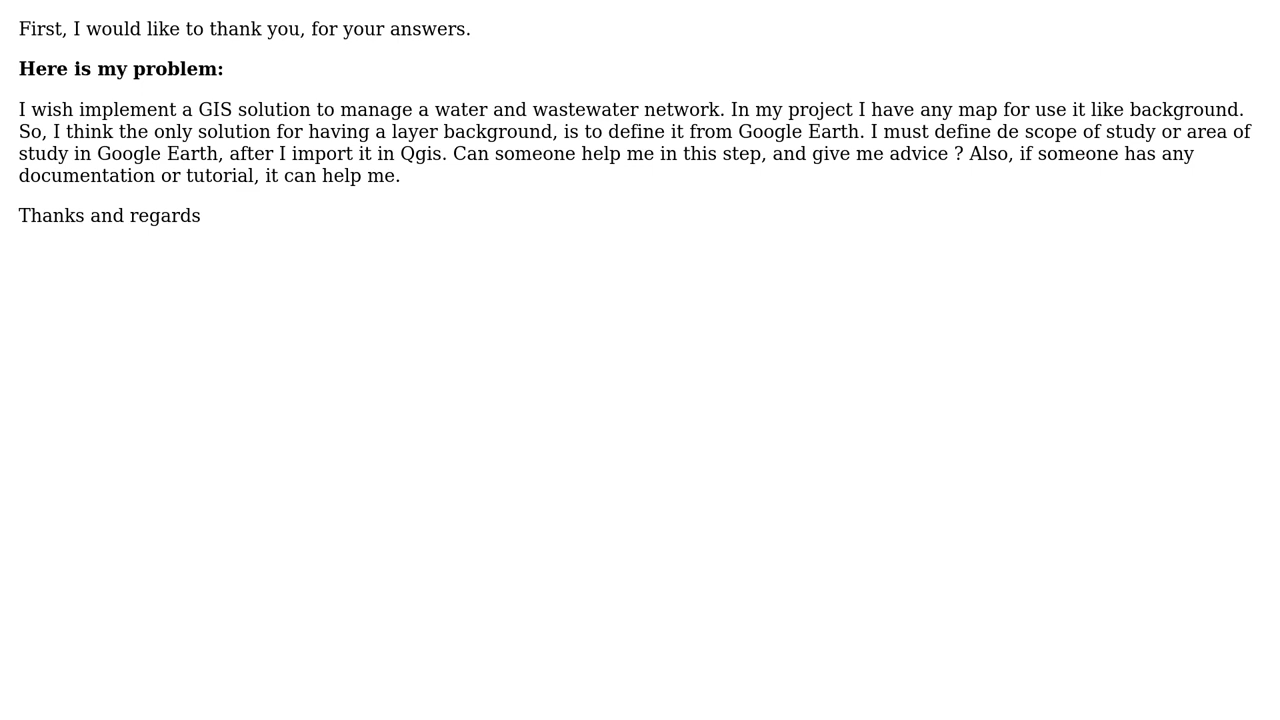 First, I would like to thank you, for your answers.
Here is my problem:
I wish implement a GIS solution to manage a water and wastewater network. In my project I have any map for use it like background.
So, I think the only solution for having a layer background, is to define it from Google Earth. I must define de scope of study or area of
study in Google Earth, after I import it in Qgis. Can someone help me in this step, and give me advice ? Also, if someone has any
documentation or tutorial, it can help me.
Thanks and regards